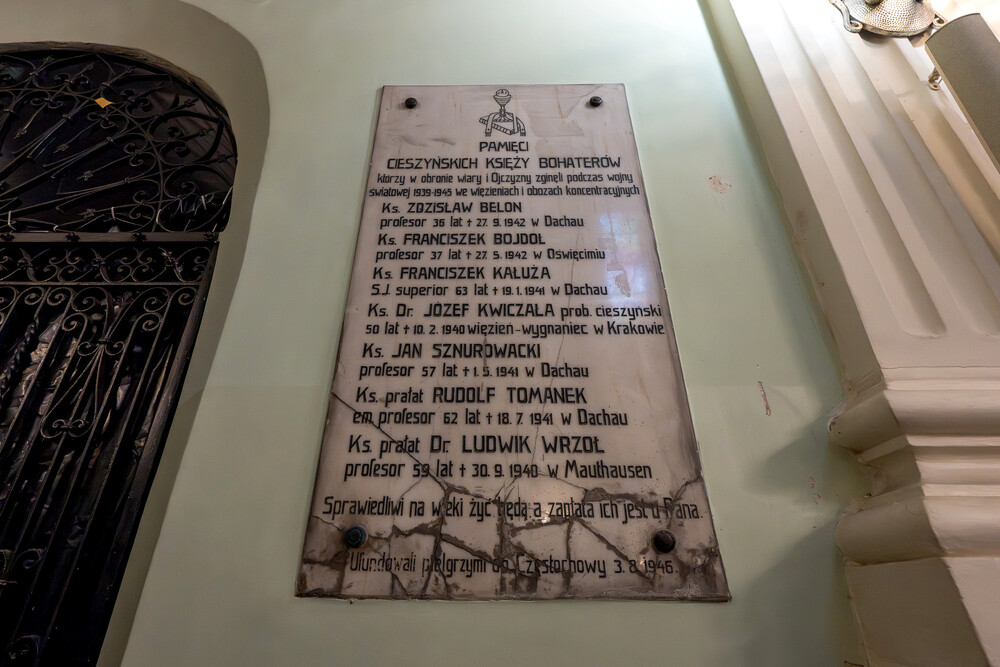 PAMIĘCI
CIESZYŃSKICH KSIĘŻY BOHATERÓW
którzy w obronie wiary i Ojczyzny zginęli podczas wojny
światowej 1939-1945 we więzieniach i obozach koncentracyjnych
Ks. ZDZISŁAW BELON
profesor 36 lat + 27. 9. 1942 w Dachau
Ks. FRANCISZEK BOJDOŁ
profesor 37 lat + 27. 5. 1942 w Oświęcimiu
Ks. FRANCISZEK KAŁUŻA
S.J. superior 63 lat + 19. 1. 1941 w Dachau
Ks. Dr. JÓZEF KWICZALA prob. cieszyński
50 lat + 10. 2. 1940 więzień-wygnaniec w Krakowie
Ks. JAN SZNUROWACKI
profesor 57 lat + 1. 5. 1941 w Dachau
Ks. prałat RUDOLF TOMANEK
em profesor 62 lat + 18. 7. 1941 w Dachau
Ks. prałat Dr. LUDWIK WRZOŁ
profesor 59 lat + 30. 9. 1940 w Mauthausen
Sprawiedliwi na wieki żyć będą a zapłata ich jest u Pana.
Ufundowali pielgrzymi do Częstochowy 3. 8. 1946.